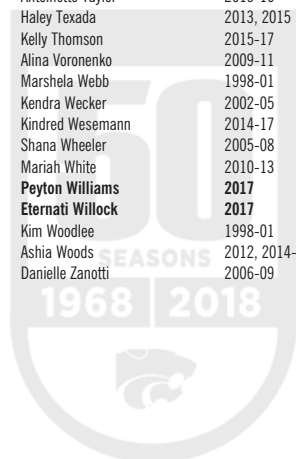 Haley Texada 2013, 2015
Kelly Thomson 2015-17
Alina Voronenko 2009-11
Marshela Webb 1998-01
Kendra Wecker 2002-05
Kindred Wesemann 2014-17
Shana Wheeler 2005-08
Mariah White 2010-13
Peyton Williams 2017
Eternati Willock 2017
Kim Woodlee 1998-01
Ashia Woods 2012, 2014-
Danielle Zanotti 2006-09
50
SEASONS
1968 2018